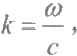 k = ω/c ,